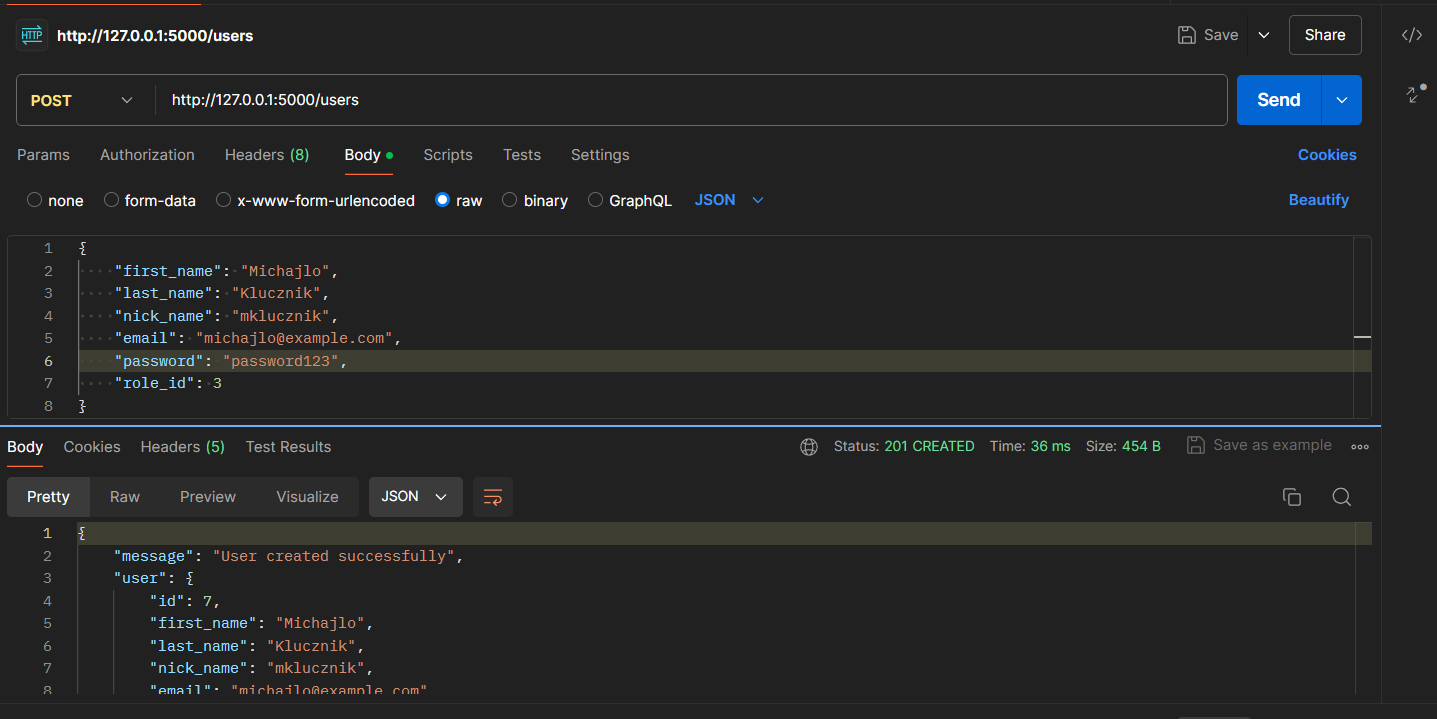 HTTP http://127.0.0.1:5000/users Save Share
POST http://127.0.0.1:5000/users Send
Params Authorization Headers (8) Body Scripts Tests Settings Cookies
none form-data x-www-form-urlencoded raw binary GraphQL JSON Beautify
1 {
2 "first_name": "Michajlo",
3 "last_name": "Klucznik",
4 "nick_name": "mklucznik",
5 "email": "michajlo@example.com",
6 "password": "password123",
7 "role_id": 3
8 }
Body Cookies Headers (5) Test Results Status: 201 CREATED Time: 36 ms Size: 454 B Save as example
Pretty Raw Preview Visualize JSON
1 {
2 "message": "User created successfully",
3 "user": {
4 "id": 7,
5 "first_name": "Michajlo",
6 "last_name": "Klucznik",
7 "nick_name": "mklucznik",
8 "email": "michajlo@example.com"